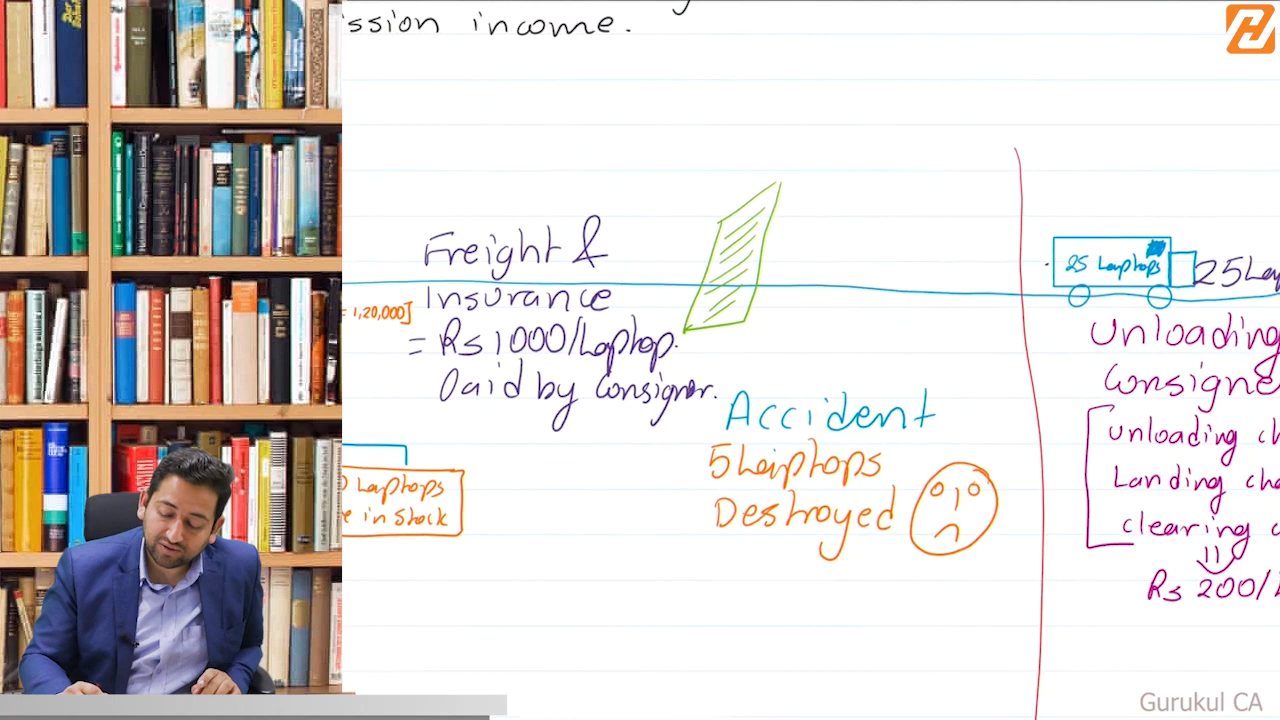 ssion income.
Freight &
Insurance
= Rs 1000/Laptop.
Paid by Consignor.
= 1,20,000]
Laptops
e in Stock
Accident
5 Laptops
Destroyed
25 Laptops
25 La
Unloading
Consigne
Unloading ch
Landing cha
clearing
Rs 200/
Gurukul CA